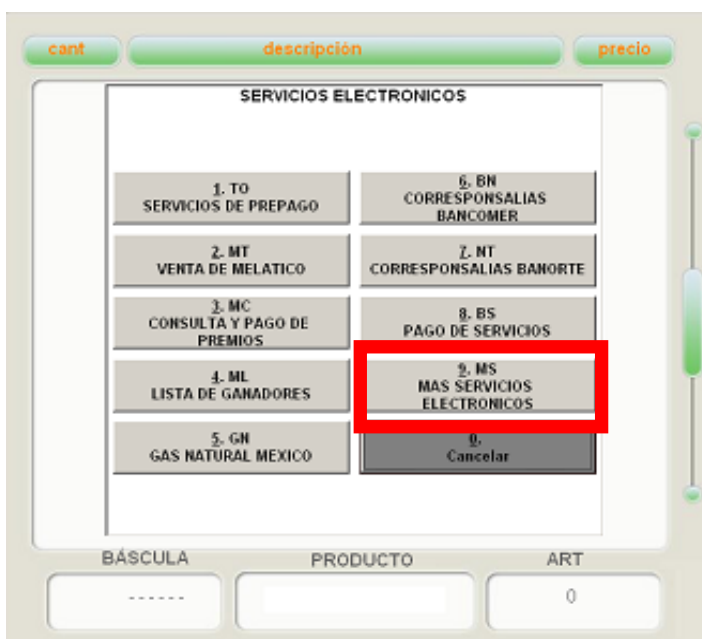 cant descripción precio
SERVICIOS ELECTRONICOS
1. TO
SERVICIOS DE PREPAGO
6. BN
CORRESPONSALIAS
BANCOMER
2. MT
VENTA DE MELATICO
7. NT
CORRESPONSALIAS BANORTE
3. MC
CONSULTA Y PAGO DE
PREMIOS
8. BS
PAGO DE SERVICIOS
4. ML
LISTA DE GANADORES
9. MS
MAS SERVICIOS
ELECTRONICOS
5. GN
GAS NATURAL MEXICO
0.
Cancelar
BÁSCULA PRODUCTO ART
------ 0